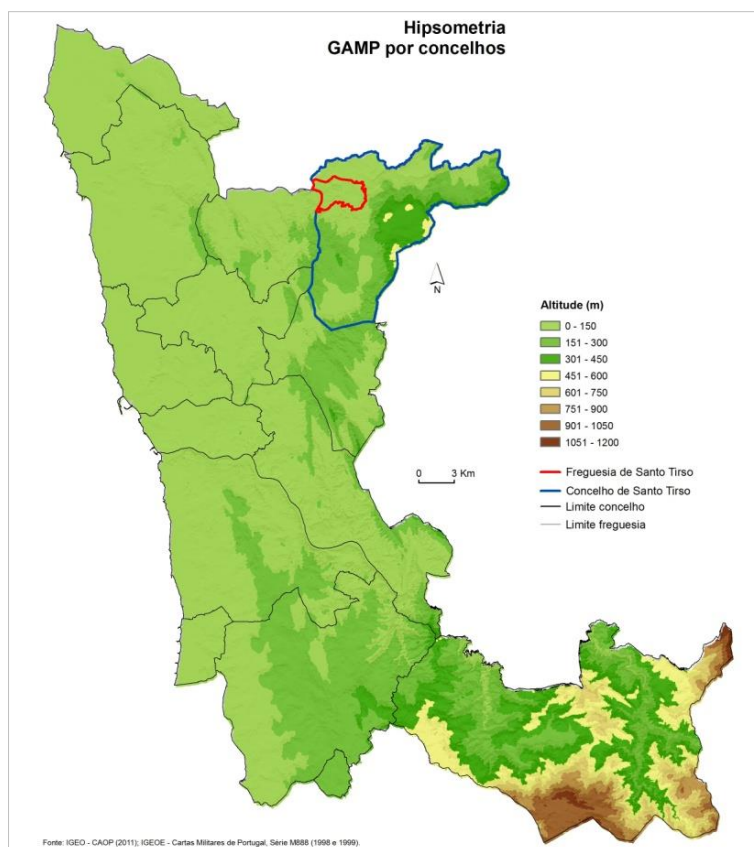 Hipsometria
GAMP por concelhos
N
Altitude (m)
0 - 150
151 - 300
301 - 450
451 - 600
601 - 750
751 - 900
901 - 1050
1051 - 1200
0 3 Km
Freguesia de Santo Tirso
Concelho de Santo Tirso
Limite concelho
Limite freguesia
Fonte: IGEO - CAOP (2011); IGEOE - Cartas Militares de Portugal, Série M888 (1998 e 1999).